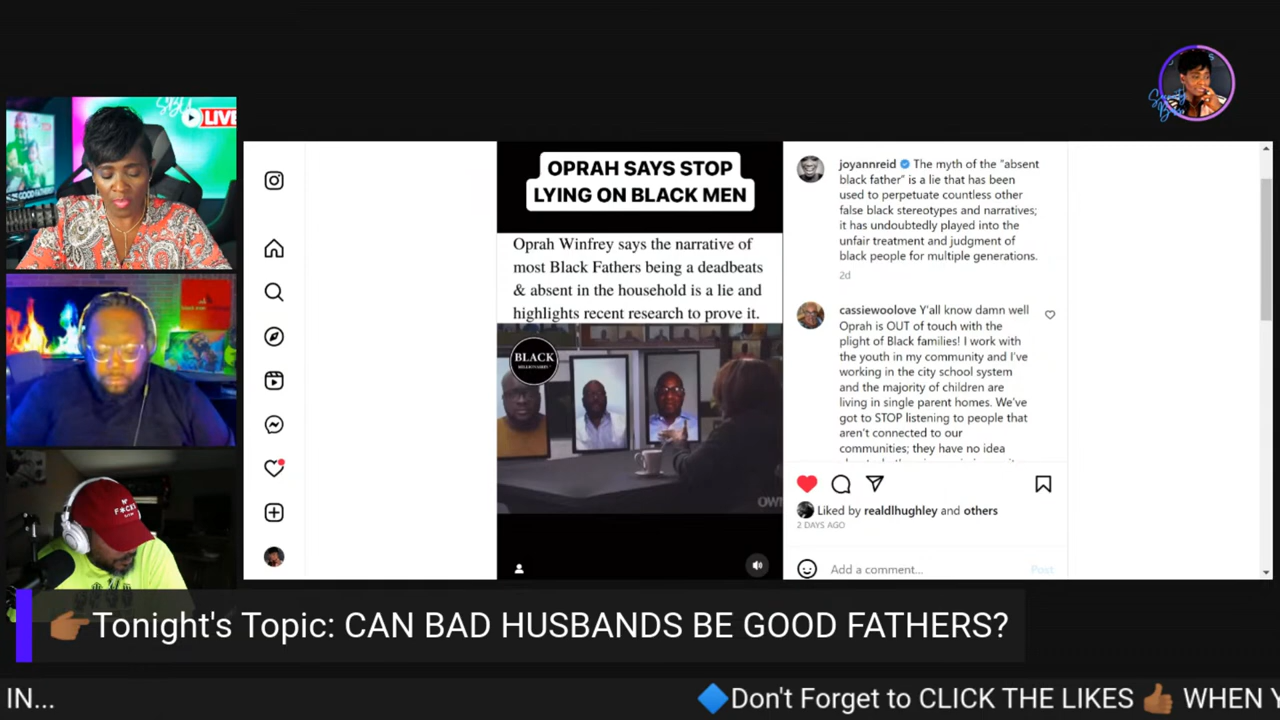 LIVE
OPRAH SAYS STOP
LYING ON BLACK MEN
Oprah Winfrey says the narrative of
most Black Fathers being a deadbeats
& absent in the household is a lie and
highlights recent research to prove it.
BLACK
OWN
joyannreid The myth of the "absent
black father" is a lie that has been
used to perpetuate countless other
false black stereotypes and narratives;
it has undoubtedly played into the
unfair treatment and judgment of
black people for multiple generations.
2d
cassiewoolove Y'all know damn well
Oprah is OUT of touch with the
plight of Black families! I work with
the youth in my community and I've
working in the city school system
and the majority of children are
living in single parent homes. We've
got to STOP listening to people that
aren't connected to our
communities; they have no idea
Liked by realdlhughley and others
2 DAYS AGO
Add a comment...
Post
Tonight's Topic: CAN BAD HUSBANDS BE GOOD FATHERS?
IN... 🔷Don't Forget to CLICK THE LIKES 👍🏾 WHEN Y